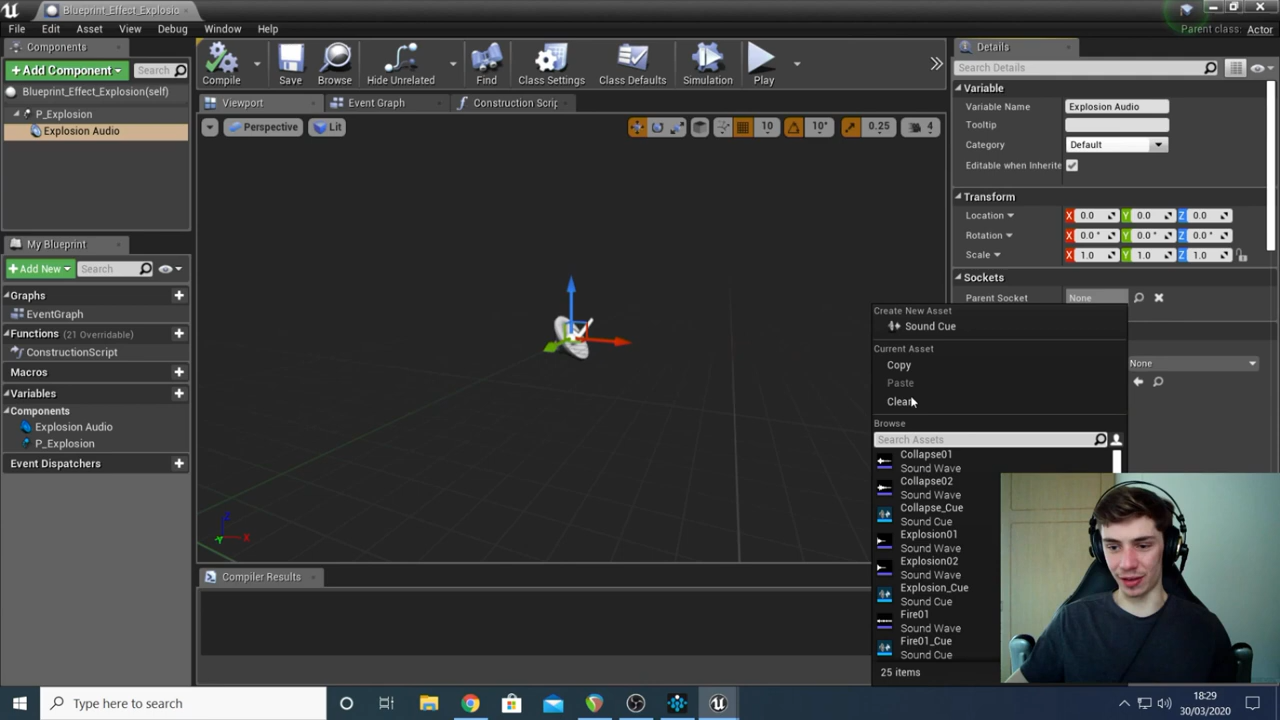 Blueprint_Effect_Explosio
File Edit Asset View Debug Window Help
Parent class: Actor
Components
+Add Component
Search
Blueprint_Effect_Explosion(self)
P_Explosion
Explosion Audio
My Blueprint
+Add New
Search
Graphs
EventGraph
Functions (21 Overridable)
ConstructionScript
Macros
Variables
Components
Explosion Audio
P_Explosion
Event Dispatchers
Compile
Save
Browse
Hide Unrelated
Find
Class Settings
Class Defaults
Simulation
Play
Viewport
Event Graph
Construction Scrip
Perspective
Lit
10
10°
0.25
4
Z
Y
X
Compiler Results
Details
Search Details
Variable
Variable Name Explosion Audio
Tooltip
Category Default
Editable when Inherite
Transform
Location X 0.0 Y 0.0 Z 0.0
Rotation X 0.0 ° Y 0.0 ° Z 0.0 °
Scale X 1.0 Y 1.0 Z 1.0
Sockets
Parent Socket None
None
Create New Asset
Sound Cue
Current Asset
Copy
Paste
Clear
Browse
Search Assets
Collapse01
Sound Wave
Collapse02
Sound Wave
Collapse_Cue
Sound Cue
Explosion01
Sound Wave
Explosion02
Sound Wave
Explosion_Cue
Sound Cue
Fire01
Sound Wave
Fire01_Cue
Sound Cue
25 items
Type here to search
18:29
30/03/2020